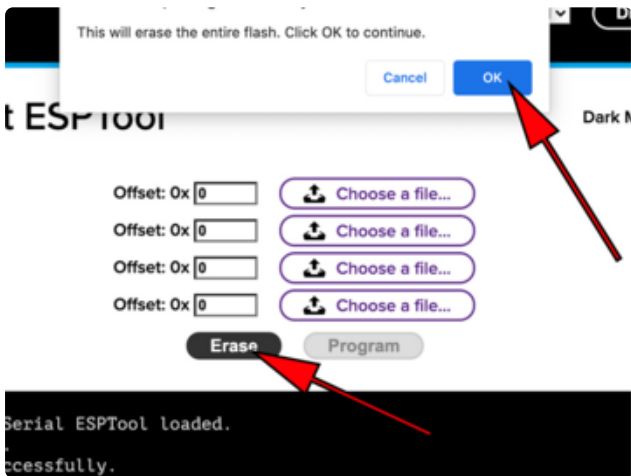 This will erase the entire flash. Click OK to continue.
Cancel OK
t ESPTool
Dark M
Offset: 0x 0 Choose a file...
Offset: 0x 0 Choose a file...
Offset: 0x 0 Choose a file...
Offset: 0x 0 Choose a file...
Erase Program
Serial ESPTool loaded.
ccessfully.